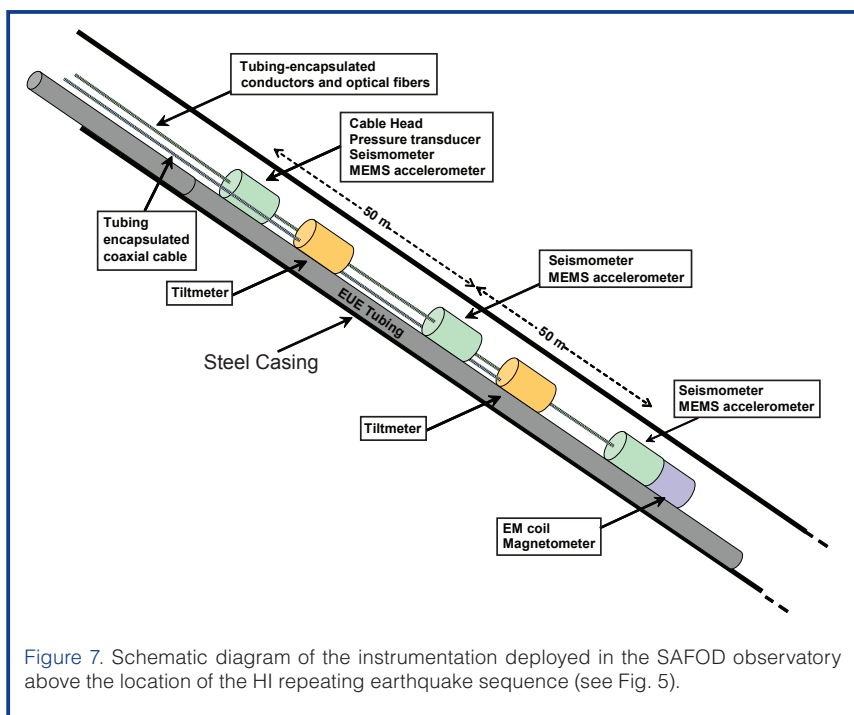 Tubing-encapsulated
conductors and optical fibers
Cable Head
Pressure transducer
Seismometer
MEMS accelerometer
50 m
Tubing
encapsulated
coaxial cable
Tiltmeter
EUE Tubing
Steel Casing
Seismometer
MEMS accelerometer
50 m
Tiltmeter
Seismometer
MEMS accelerometer
EM coil
Magnetometer
Figure 7. Schematic diagram of the instrumentation deployed in the SAFOD observatory
above the location of the HI repeating earthquake sequence (see Fig. 5).